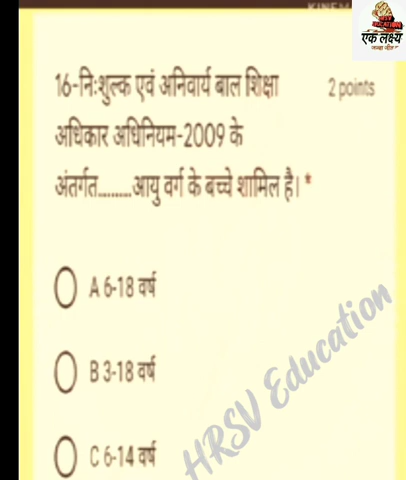 एक लक्ष्य
16-निःशुल्क एवं अनिवार्य बाल शिक्षा 2 points
अधिकार अधिनियम-2009 के
अंतर्गत.........आयु वर्ग के बच्चे शामिल है। *
A 6-18 वर्ष
B 3-18 वर्ष
C 6-14 वर्ष
HRSV Education